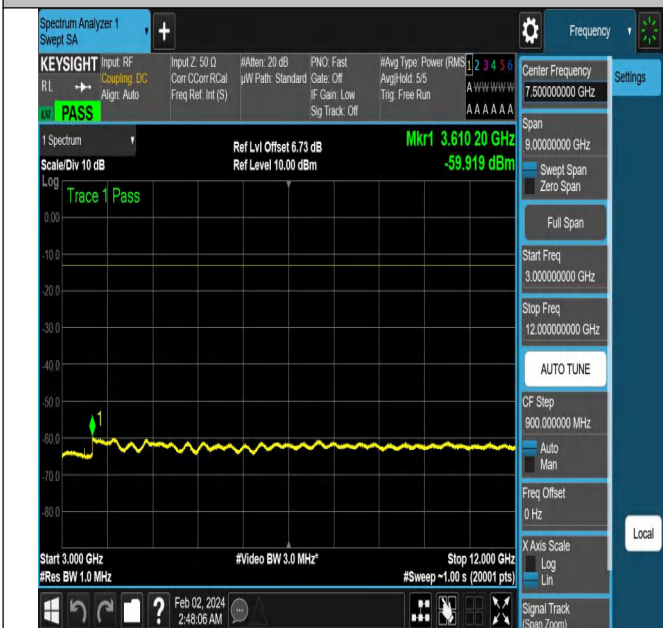 Spectrum Analyzer 1
Swept SA
+
Frequency
KEYSIGHT
Input: RF
Coupling: DC
Align: Auto
Input Z: 50 Ω
Corr CCorr RCal
Freq Ref: Int (S)
#Atten: 20 dB
µW Path: Standard
PNO: Fast
Gate: Off
IF Gain: Low
Sig Track: Off
#Avg Type: Power (RMS
Avg|Hold: 5/5
Trig: Free Run
1 2 3 4 5 6
A WW WW W
A A A A A A
RL
LXI
PASS
1 Spectrum
Scale/Div 10 dB
Ref Lvl Offset 6.73 dB
Ref Level 10.00 dBm
Mkr1 3.610 20 GHz
-59.919 dBm
Log
Trace 1 Pass
0.00
-10.0
-20.0
-30.0
-40.0
-50.0
-60.0
-70.0
-80.0
1
Start 3.000 GHz
#Res BW 1.0 MHz
#Video BW 3.0 MHz*
Stop 12.000 GHz
#Sweep ~1.00 s (20001 pts)
Feb 02, 2024
2:48:06 AM
?
Center Frequency
7.500000000 GHz
Settings
Span
9.00000000 GHz
Swept Span
Zero Span
Full Span
Start Freq
3.000000000 GHz
Stop Freq
12.000000000 GHz
AUTO TUNE
CF Step
900.000000 MHz
Auto
Man
Freq Offset
0 Hz
X Axis Scale
Log
Lin
Local
Signal Track
(Span Zoom)